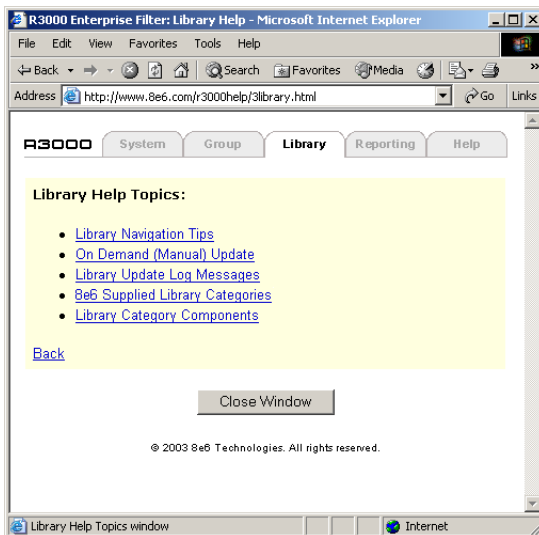 R3000 Enterprise Filter: Library Help - Microsoft Internet Explorer
File Edit View Favorites Tools Help
Back Search Favorites Media »
Address http://www.8e6.com/r3000help/3library.html Go Links
R3000 System Group Library Reporting Help
Library Help Topics:
• Library Navigation Tips
• On Demand (Manual) Update
• Library Update Log Messages
• 8e6 Supplied Library Categories
• Library Category Components
Back
Close Window
© 2003 8e6 Technologies. All rights reserved.
Library Help Topics window Internet